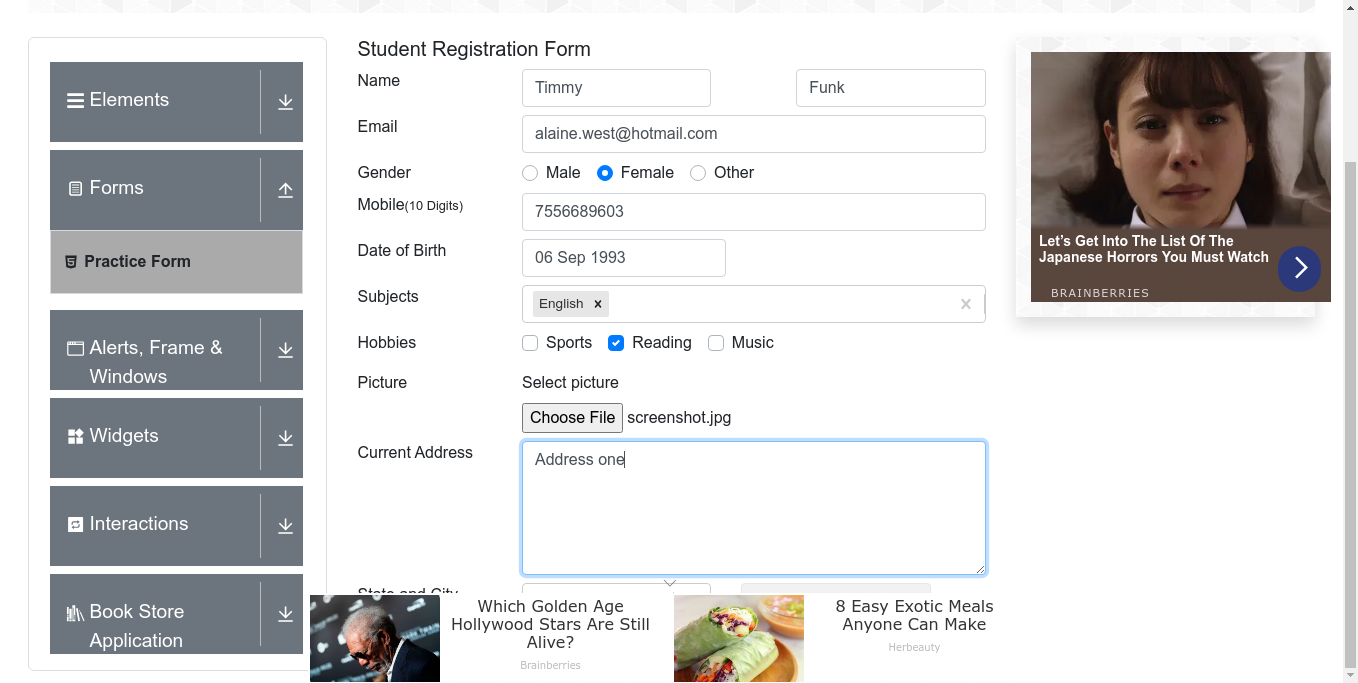 Elements
Forms
Practice Form
Alerts, Frame &
Windows
Widgets
Interactions
Book Store
Application
Student Registration Form
Name
Timmy
Funk
Email
alaine.west@hotmail.com
Gender
Male
Female
Other
Mobile(10 Digits)
7556689603
Date of Birth
06 Sep 1993
Subjects
English
Hobbies
Sports
Reading
Music
Picture
Select picture
Choose File screenshot.jpg
Current Address
Address one
State and City
Let's Get Into The List Of The
Japanese Horrors You Must Watch
BRAINBERRIES
Which Golden Age
Hollywood Stars Are Still
Alive?
Brainberries
8 Easy Exotic Meals
Anyone Can Make
Herbeauty